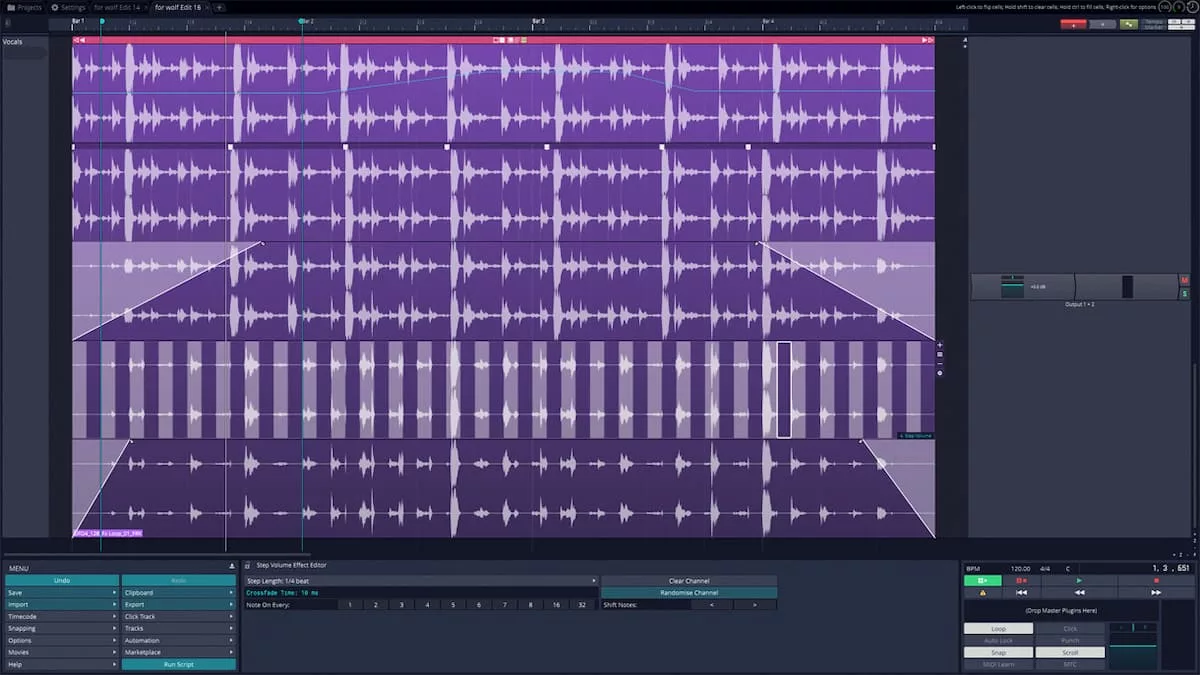 Projects Settings for wolf Edit 14 × for wolf Edit 16 × +
Left-click to flip cells; Hold shift to clear cells; Hold ctrl to fill cells; Right-click for options
Bar 1 Bar 2 Bar 3 Bar 4
Tempo
Marker
Vocals
+0.0 dB
M
S
Output 1 + 2
4. Step Volume
MENU
Undo Redo
Save Clipboard
Import Export
Timecode Click Track
Snapping Tracks
Options Automation
Movies Marketplace
Help Run Script
Step Volume Effect Editor
Step Length: 1/4 beat Clear Channel
Crossfade Time: 10 ms Randomise Channel
Note On Every: 1 2 3 4 5 6 7 8 16 32 Shift Notes: < >
BPM 120.00 4/4 C 1, 3, 651
(Drop Master Plugins Here)
Loop Click
Auto Lock Punch
Snap Scroll
MIDI Learn MTC